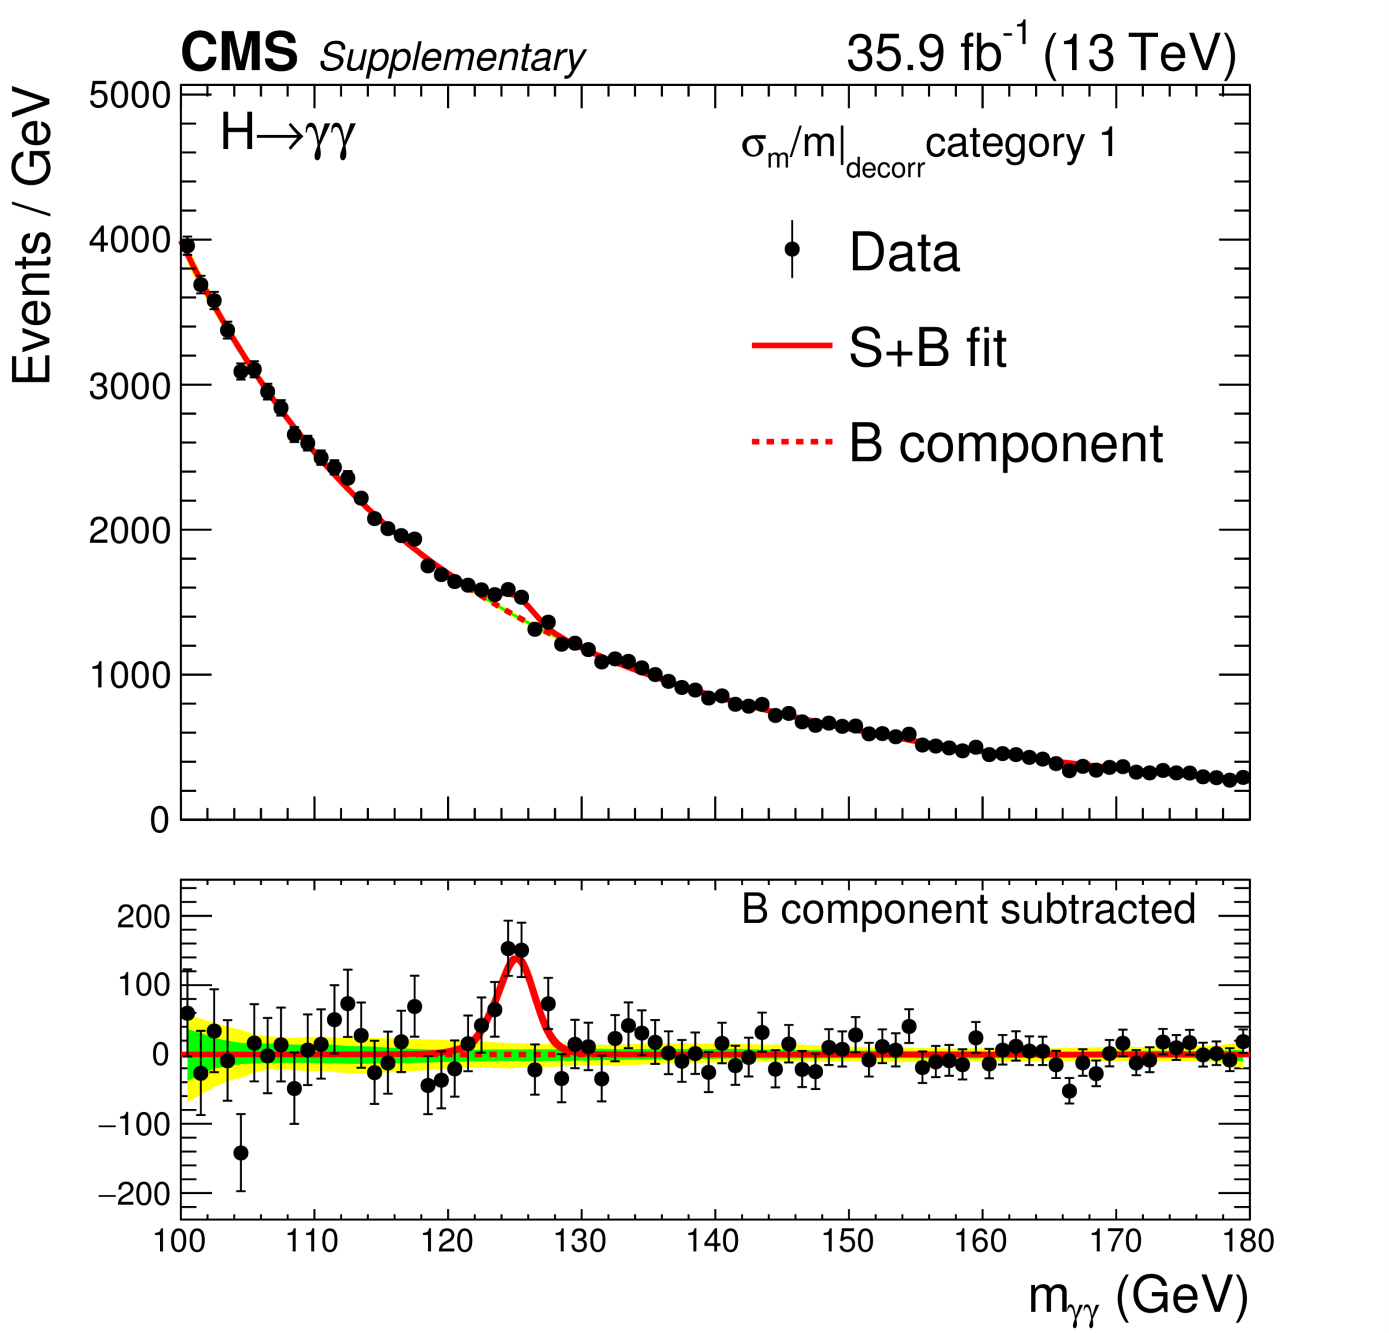 CMS Supplementary 35.9 fb⁻¹ (13 TeV)
Events / GeV
5000
4000
3000
2000
1000
0
H→γγ
σm/m|decorr category 1
Data
S+B fit
B component
B component subtracted
200
100
0
−100
−200
100 110 120 130 140 150 160 170 180
mγγ (GeV)